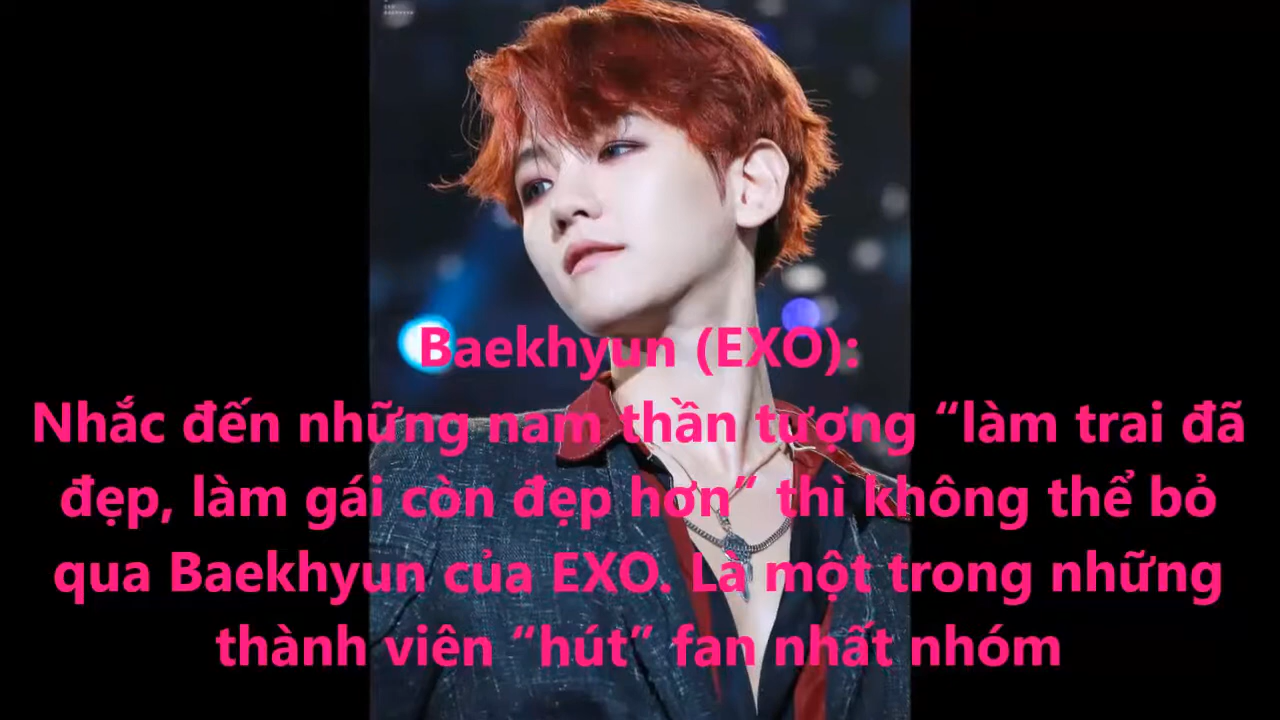 Baekhyun (EXO):
Nhắc đến những nam thần tượng “làm trai đã
đẹp, làm gái còn đẹp hơn” thì không thể bỏ
qua Baekhyun của EXO. Là một trong những
thành viên “hút” fan nhất nhóm